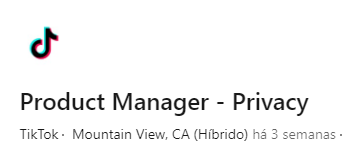 Product Manager - Privacy
TikTok · Mountain View, CA (Híbrido) há 3 semanas ·